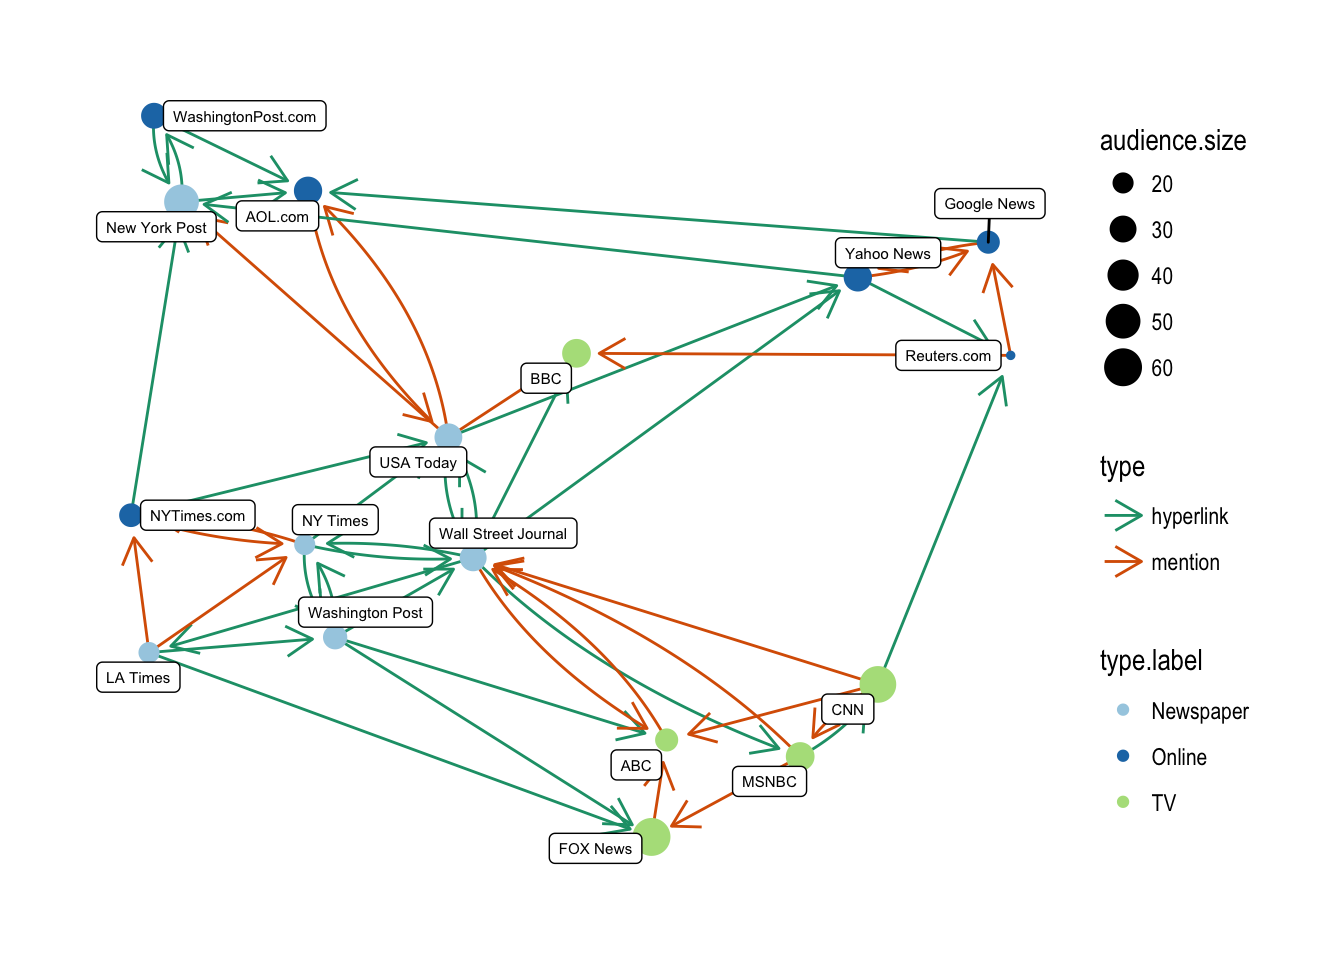 WashingtonPost.com
New York Post
AOL.com
Google News
Yahoo News
Reuters.com
BBC
USA Today
NYTimes.com
NY Times
Wall Street Journal
Washington Post
LA Times
CNN
ABC
MSNBC
FOX News
audience.size
20
30
40
50
60
type
hyperlink
mention
type.label
Newspaper
Online
TV